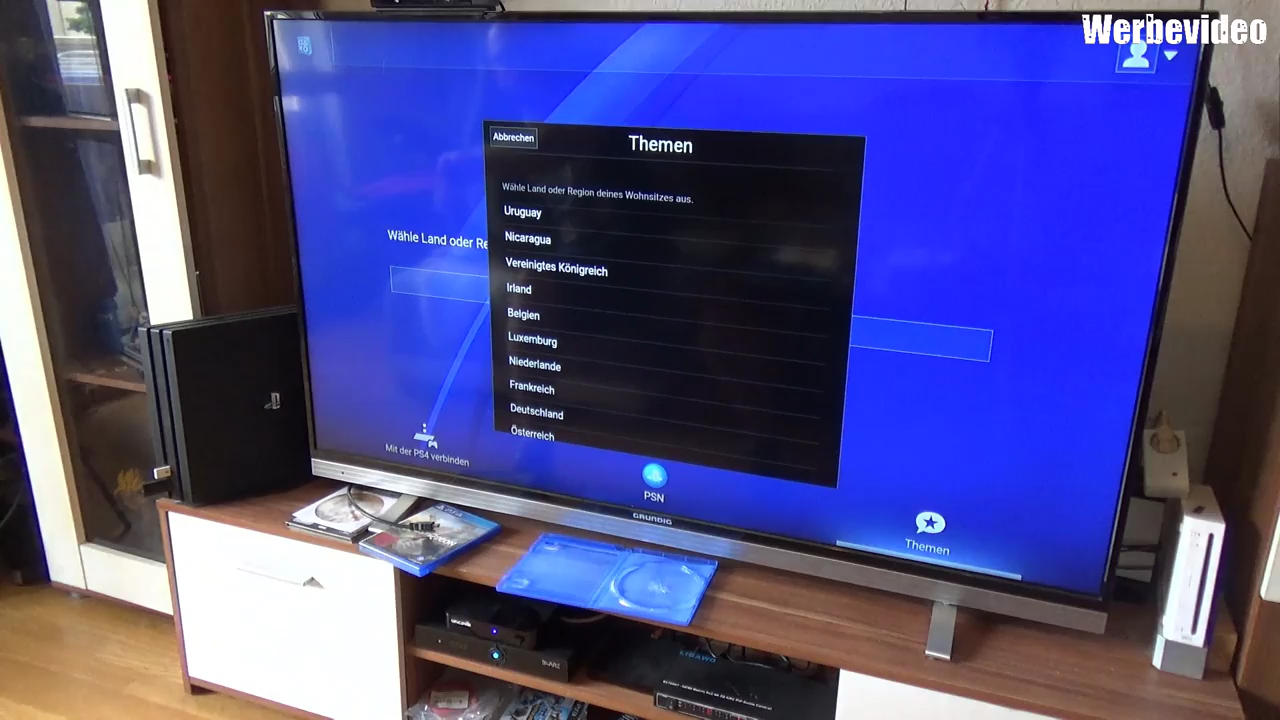 Werbevideo
Abbrechen
Themen
Wähle Land oder Region deines Wohnsitzes aus.
Uruguay
Nicaragua
Vereinigtes Königreich
Irland
Belgien
Luxemburg
Niederlande
Frankreich
Deutschland
Österreich
Wähle Land oder Re
Mit der PS4 verbinden
PSN
Themen
GRUNDIG